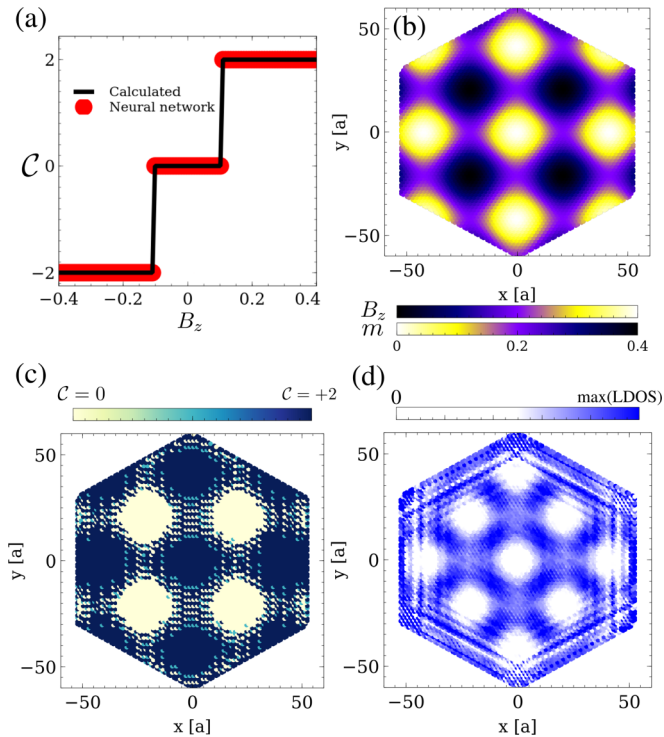 (a)
2
Calculated
Neural network
𝒞 0
−2
−0.4 −0.2 0 0.2 0.4
B_z
(b)
50
y [a] 0
−50
−50 0 50
x [a]
B_z
m
0 0.2 0.4
(c)
𝒞 = 0 𝒞 = +2
50
y [a] 0
−50
−50 0 50
x [a]
(d)
0 max(LDOS)
50
y [a] 0
−50
−50 0 50
x [a]